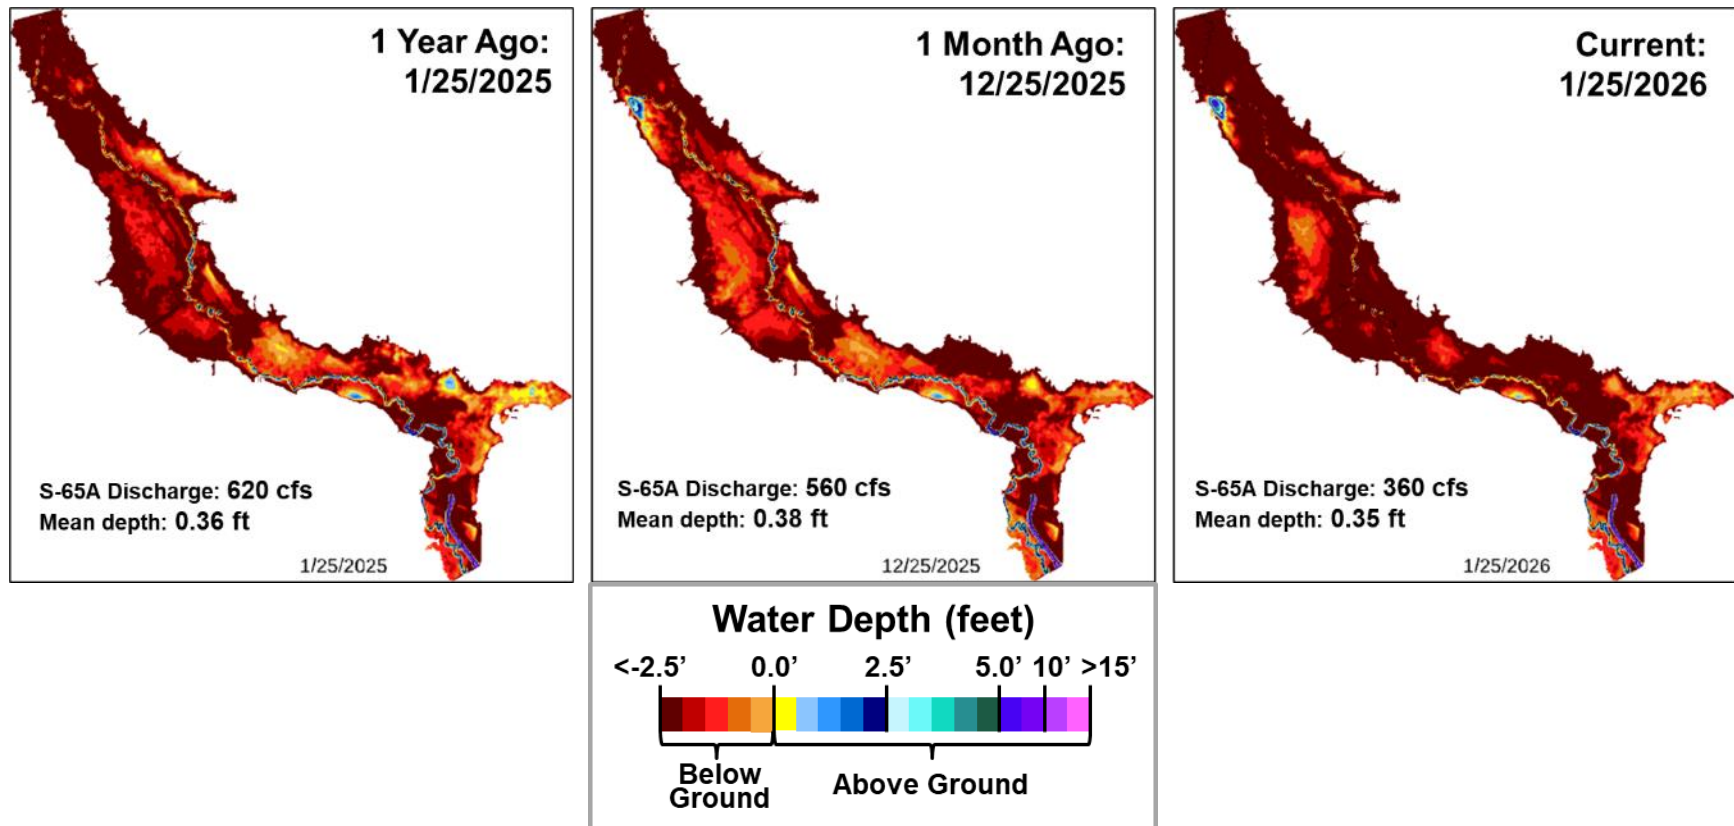 1 Year Ago:
1/25/2025
S-65A Discharge: 620 cfs
Mean depth: 0.36 ft
1/25/2025
1 Month Ago:
12/25/2025
S-65A Discharge: 560 cfs
Mean depth: 0.38 ft
12/25/2025
Current:
1/25/2026
S-65A Discharge: 360 cfs
Mean depth: 0.35 ft
1/25/2026
Water Depth (feet)
<-2.5’ 0.0’ 2.5’ 5.0’ 10’ >15’
Below
Ground
Above Ground